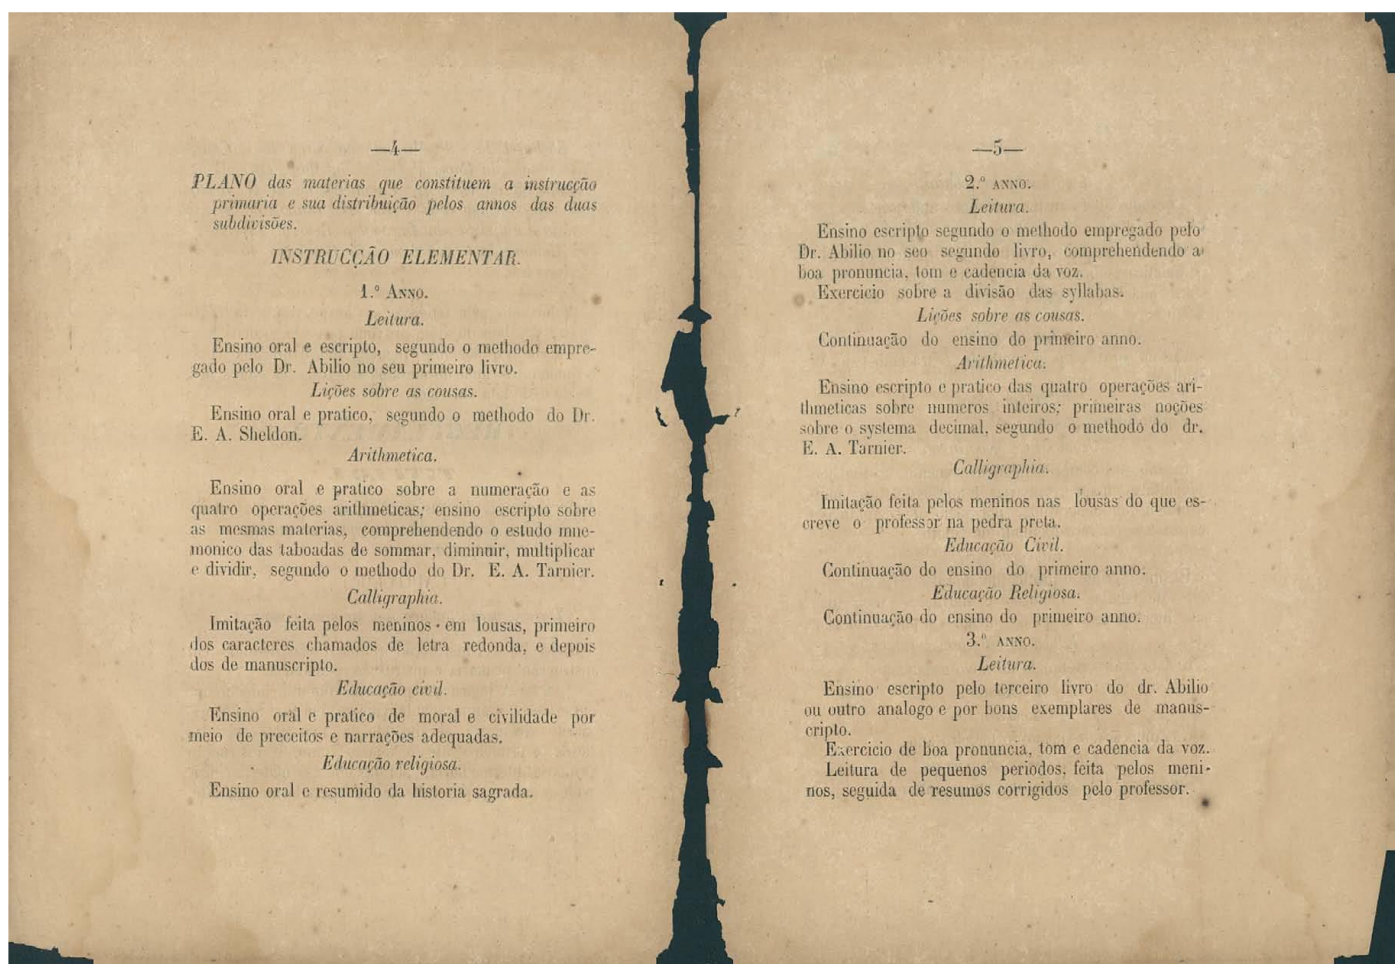 —4—
PLANO das materias que constituem a instrucção
primaria e sua distribuição pelos annos das duas
subdivisões.
INSTRUCÇÃO ELEMENTAR.
1.º ANNO.
Leitura.
Ensino oral e escripto, segundo o methodo empre-
gado pelo Dr. Abilio no seu primeiro livro.
Lições sobre as cousas.
Ensino oral e pratico, segundo o methodo do Dr.
E. A. Sheldon.
Arithmetica.
Ensino oral e pratico sobre a numeração e as
quatro operações arithmeticas; ensino escripto sobre
as mesmas materias, comprehendendo o estudo mne-
monico das taboadas de sommar, diminuir, multiplicar
e dividir, segundo o methodo do Dr. E. A. Tarnier.
Calligraphia.
Imitação feita pelos meninos em lousas, primeiro
dos caracteres chamados de letra redonda, e depois
dos de manuscripto.
Educação civil.
Ensino oral e pratico de moral e civilidade por
meio de preceitos e narrações adequadas.
Educação religiosa.
Ensino oral e resumido da historia sagrada.
—5—
2.º ANNO.
Leitura.
Ensino escripto segundo o methodo empregado pelo
Dr. Abilio no seo segundo livro, comprehendendo a
boa pronuncia, tom e cadencia da voz.
Exercicio sobre a divisão das syllabas.
Lições sobre as cousas.
Continuação do ensino do primeiro anno.
Arithmetica.
Ensino escripto e pratico das quatro operações ari-
thmeticas sobre numeros inteiros; primeiras noções
sobre o systema decimal, segundo o methodo do dr.
E. A. Tarnier.
Calligraphia.
Imitação feita pelos meninos nas lousas do que es-
creve o professor na pedra preta.
Educação Civil.
Continuação do ensino do primeiro anno.
Educação Religiosa.
Continuação do ensino do primeiro anno.
3.º ANNO.
Leitura.
Ensino escripto pelo terceiro livro do dr. Abilio
ou outro analogo e por bons exemplares de manus-
cripto.
Exercicio de boa pronuncia, tom e cadencia da voz.
Leitura de pequenos periodos, feita pelos meni-
nos, seguida de resumos corrigidos pelo professor.